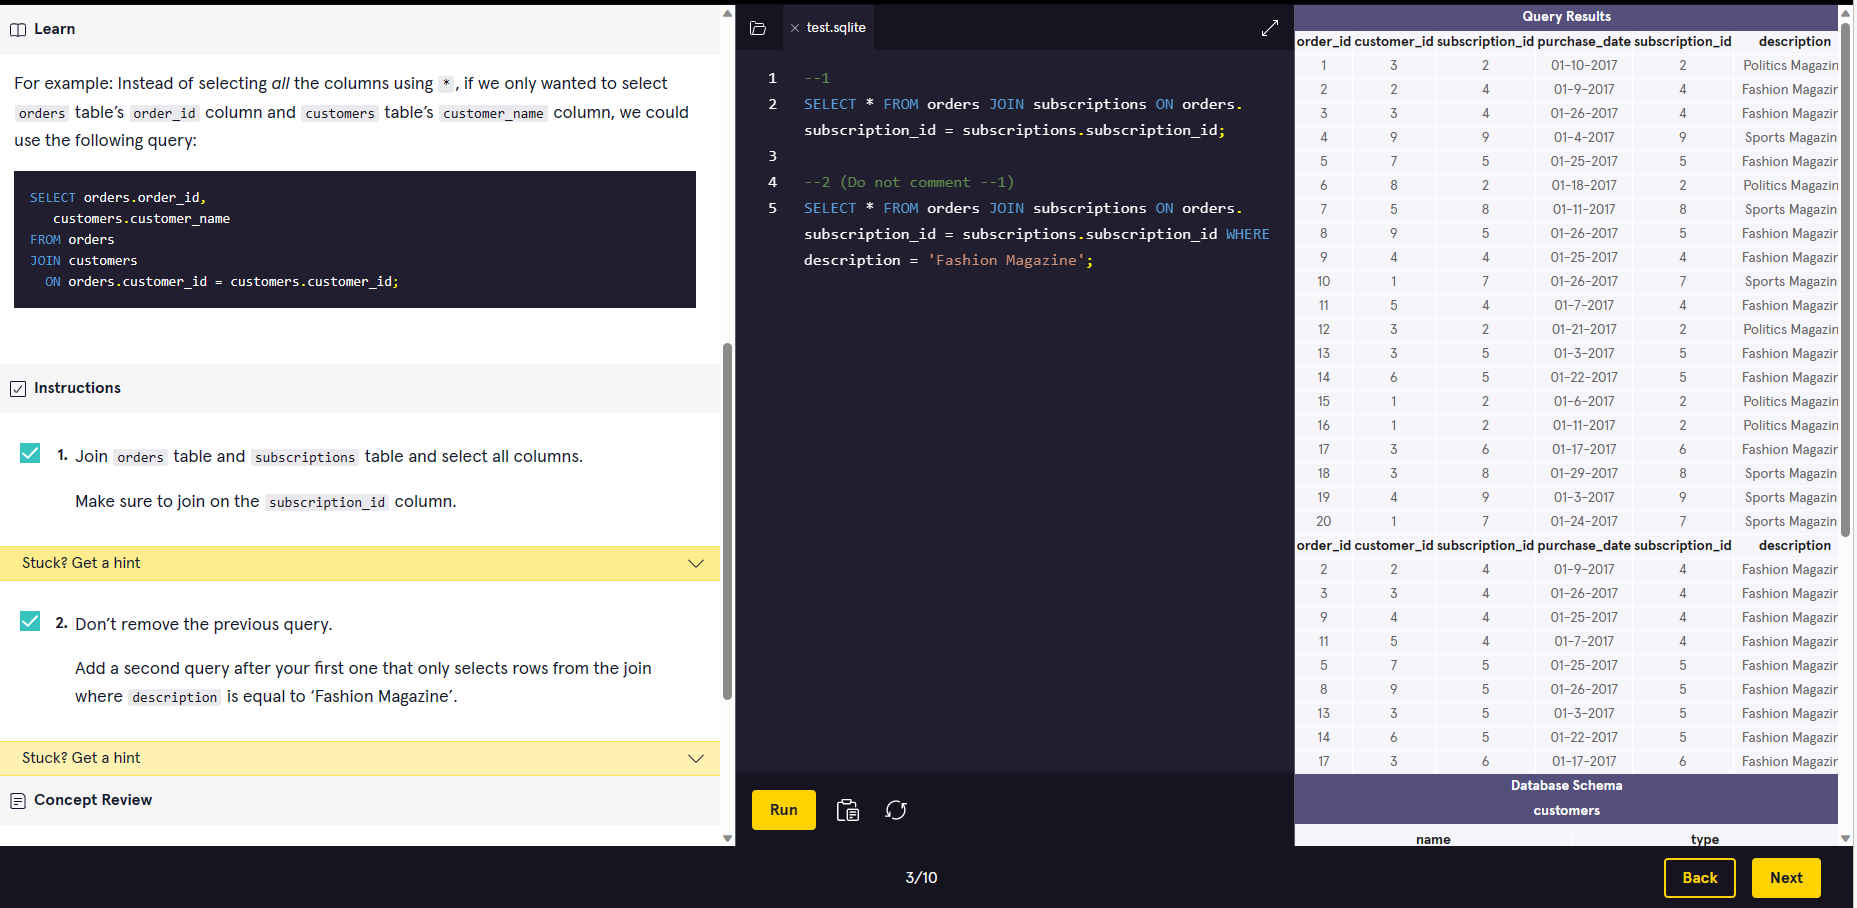 Learn
For example: Instead of selecting all the columns using *, if we only wanted to select
orders table’s order_id column and customers table’s customer_name column, we could
use the following query:
SELECT orders.order_id,
customers.customer_name
FROM orders
JOIN customers
ON orders.customer_id = customers.customer_id;
Instructions
1. Join orders table and subscriptions table and select all columns.
Make sure to join on the subscription_id column.
Stuck? Get a hint
2. Don’t remove the previous query.
Add a second query after your first one that only selects rows from the join
where description is equal to ‘Fashion Magazine’.
Stuck? Get a hint
Concept Review
test.sqlite
1 --1
2 SELECT * FROM orders JOIN subscriptions ON orders.
subscription_id = subscriptions.subscription_id;
3
4 --2 (Do not comment --1)
5 SELECT * FROM orders JOIN subscriptions ON orders.
subscription_id = subscriptions.subscription_id WHERE
description = 'Fashion Magazine';
Run
Query Results
order_id customer_id subscription_id purchase_date subscription_id description
1 3 2 01-10-2017 2 Politics Magazin
2 2 4 01-9-2017 4 Fashion Magazin
3 3 4 01-26-2017 4 Fashion Magazin
4 9 9 01-4-2017 9 Sports Magazin
5 7 5 01-25-2017 5 Fashion Magazin
6 8 2 01-18-2017 2 Politics Magazin
7 5 8 01-11-2017 8 Sports Magazin
8 9 5 01-26-2017 5 Fashion Magazin
9 4 4 01-25-2017 4 Fashion Magazin
10 1 7 01-26-2017 7 Sports Magazin
11 5 4 01-7-2017 4 Fashion Magazin
12 3 2 01-21-2017 2 Politics Magazin
13 3 5 01-3-2017 5 Fashion Magazin
14 6 5 01-22-2017 5 Fashion Magazin
15 1 2 01-6-2017 2 Politics Magazin
16 1 2 01-11-2017 2 Politics Magazin
17 3 6 01-17-2017 6 Fashion Magazin
18 3 8 01-29-2017 8 Sports Magazin
19 4 9 01-3-2017 9 Sports Magazin
20 1 7 01-24-2017 7 Sports Magazin
order_id customer_id subscription_id purchase_date subscription_id description
2 2 4 01-9-2017 4 Fashion Magazin
3 3 4 01-26-2017 4 Fashion Magazin
9 4 4 01-25-2017 4 Fashion Magazin
11 5 4 01-7-2017 4 Fashion Magazin
5 7 5 01-25-2017 5 Fashion Magazin
8 9 5 01-26-2017 5 Fashion Magazin
13 3 5 01-3-2017 5 Fashion Magazin
14 6 5 01-22-2017 5 Fashion Magazin
17 3 6 01-17-2017 6 Fashion Magazin
Database Schema
customers
name type
3/10
Back
Next